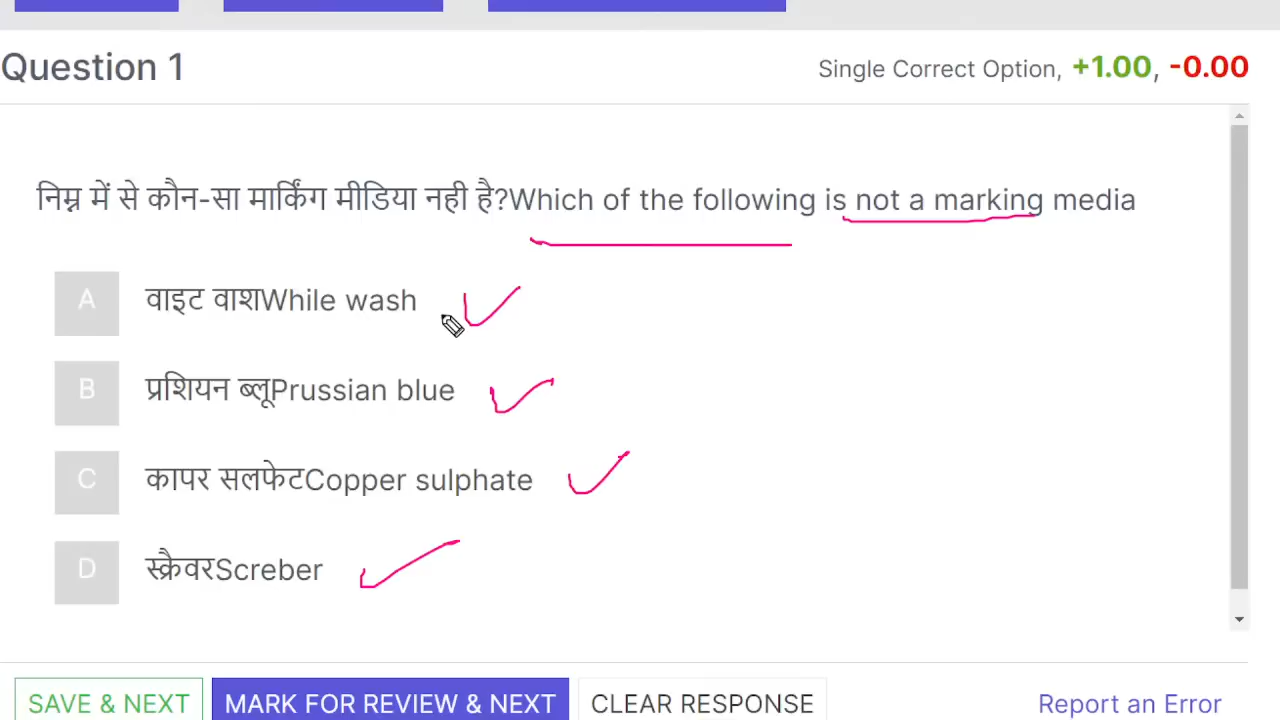 Question 1
Single Correct Option, +1.00, -0.00
निम्न में से कौन-सा मार्किंग मीडिया नही है?Which of the following is not a marking media
A वाइट वाशWhile wash
B प्रशियन ब्लूPrussian blue
C कापर सलफेटCopper sulphate
D स्क्रैवरScreber
SAVE & NEXT MARK FOR REVIEW & NEXT CLEAR RESPONSE Report an Error